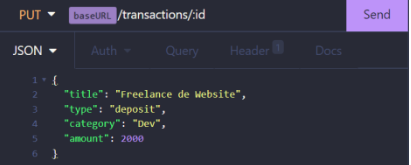 PUT baseURL /transactions/:id Send
JSON Auth Query Header 1 Docs
1 {
2 "title": "Freelance de Website",
3 "type": "deposit",
4 "category": "Dev",
5 "amount": 2000
6 }